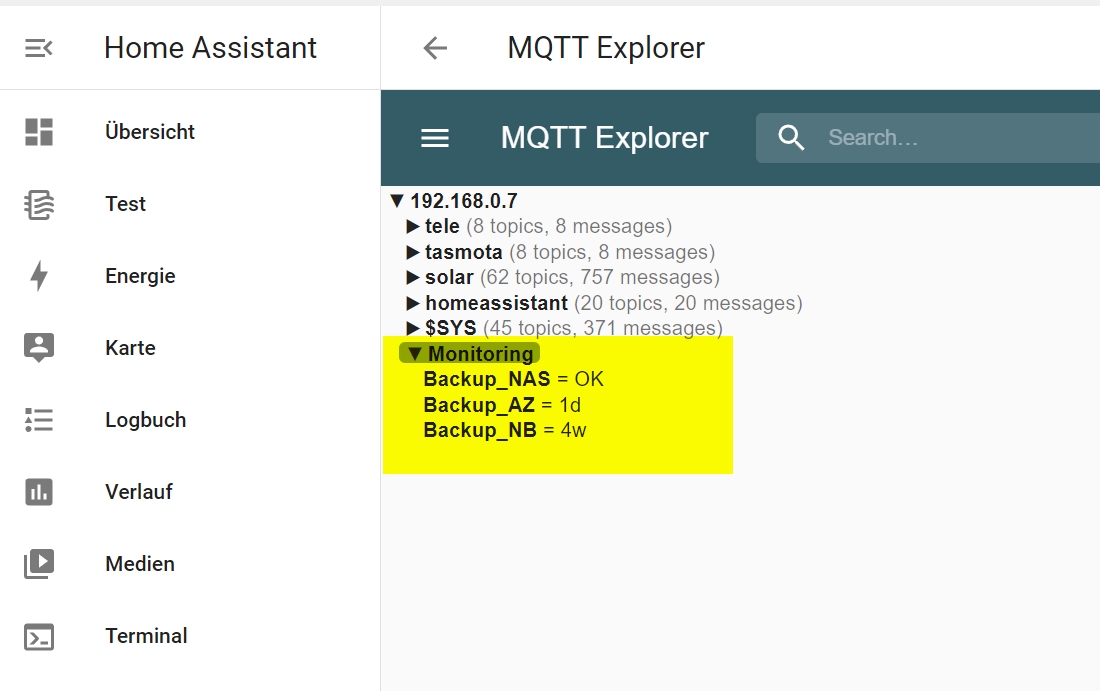 Home Assistant
Übersicht
Test
Energie
Karte
Logbuch
Verlauf
Medien
Terminal
MQTT Explorer
MQTT Explorer
Search...
▼ 192.168.0.7
▶ tele (8 topics, 8 messages)
▶ tasmota (8 topics, 8 messages)
▶ solar (62 topics, 757 messages)
▶ homeassistant (20 topics, 20 messages)
▶ $SYS (45 topics, 371 messages)
▼ Monitoring
Backup_NAS = OK
Backup_AZ = 1d
Backup_NB = 4w